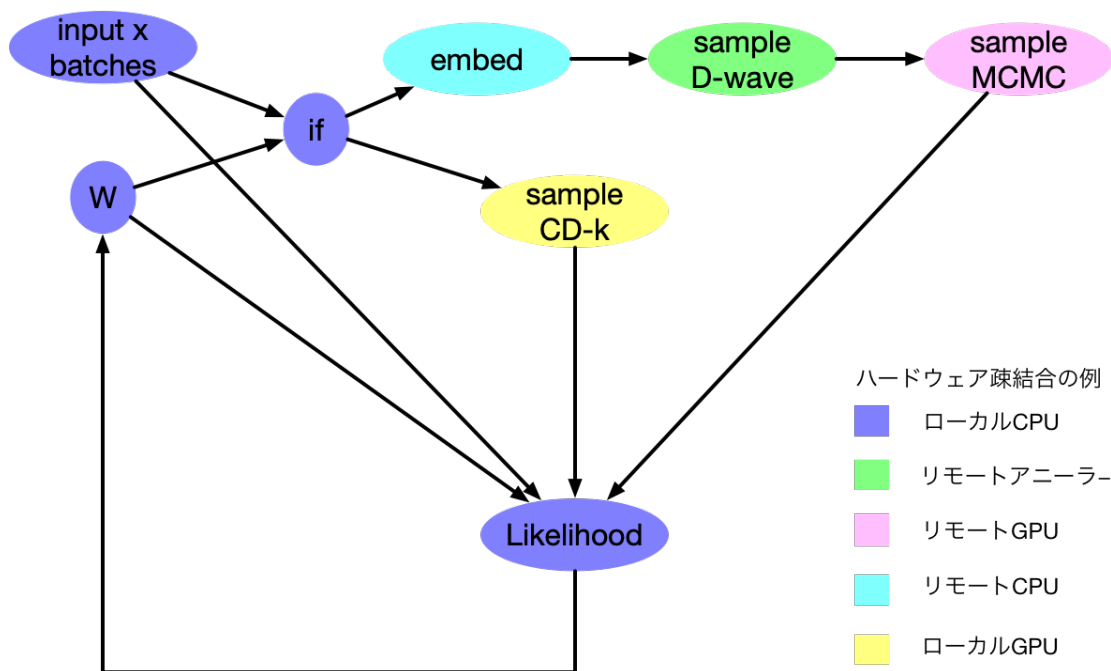 input x
batches
embed
sample
D-wave
sample
MCMC
if
W
sample
CD-k
Likelihood
ハードウェア疎結合の例
ローカルCPU
リモートアニーラー
リモートGPU
リモートCPU
ローカルGPU